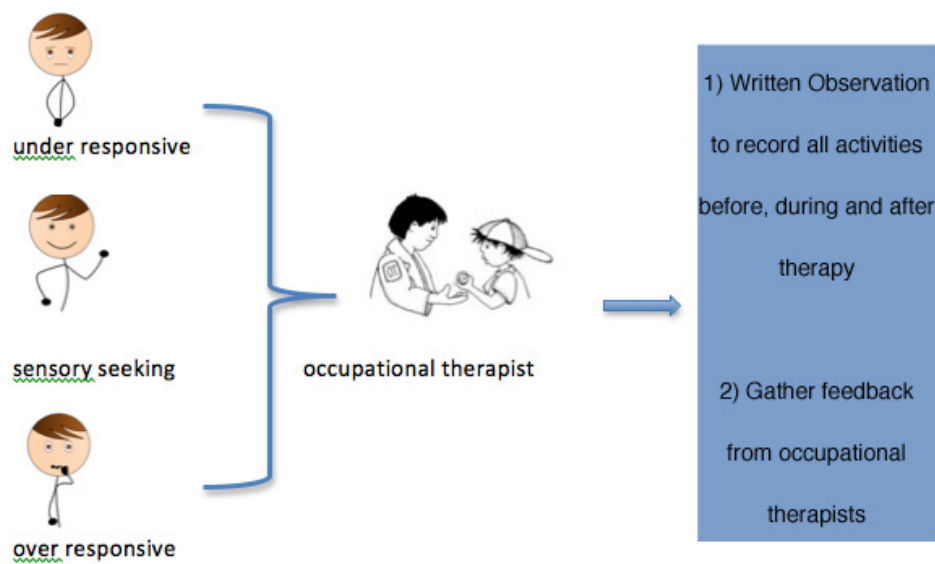 under responsive
sensory seeking
over responsive
occupational therapist
1) Written Observation
to record all activities
before, during and after
therapy
2) Gather feedback
from occupational
therapists